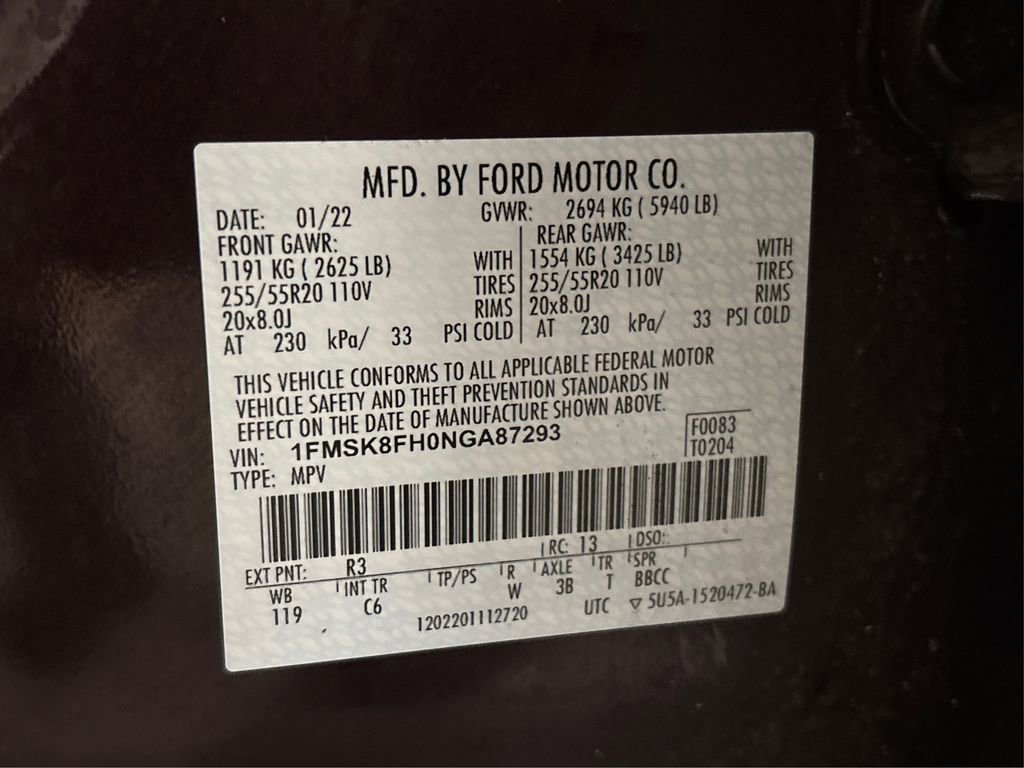 MFD. BY FORD MOTOR CO.
DATE: 01/22 GVWR: 2694 KG ( 5940 LB)
FRONT GAWR: REAR GAWR:
1191 KG ( 2625 LB) WITH 1554 KG ( 3425 LB) WITH
255/55R20 110V TIRES 255/55R20 110V TIRES
20x8.0J RIMS 20x8.0J RIMS
AT 230 kPa/ 33 PSI COLD AT 230 kPa/ 33 PSI COLD
THIS VEHICLE CONFORMS TO ALL APPLICABLE FEDERAL MOTOR
VEHICLE SAFETY AND THEFT PREVENTION STANDARDS IN
EFFECT ON THE DATE OF MANUFACTURE SHOWN ABOVE.
VIN: 1FMSK8FH0NGA87293 F0083
TYPE: MPV T0204
EXT PNT: R3 RC: 13 DSO:
WB INT TR TP/PS R AXLE TR SPR
119 C6 W 3B T BBCC
1202201112720 UTC ▽ 5U5A-1520472-BA